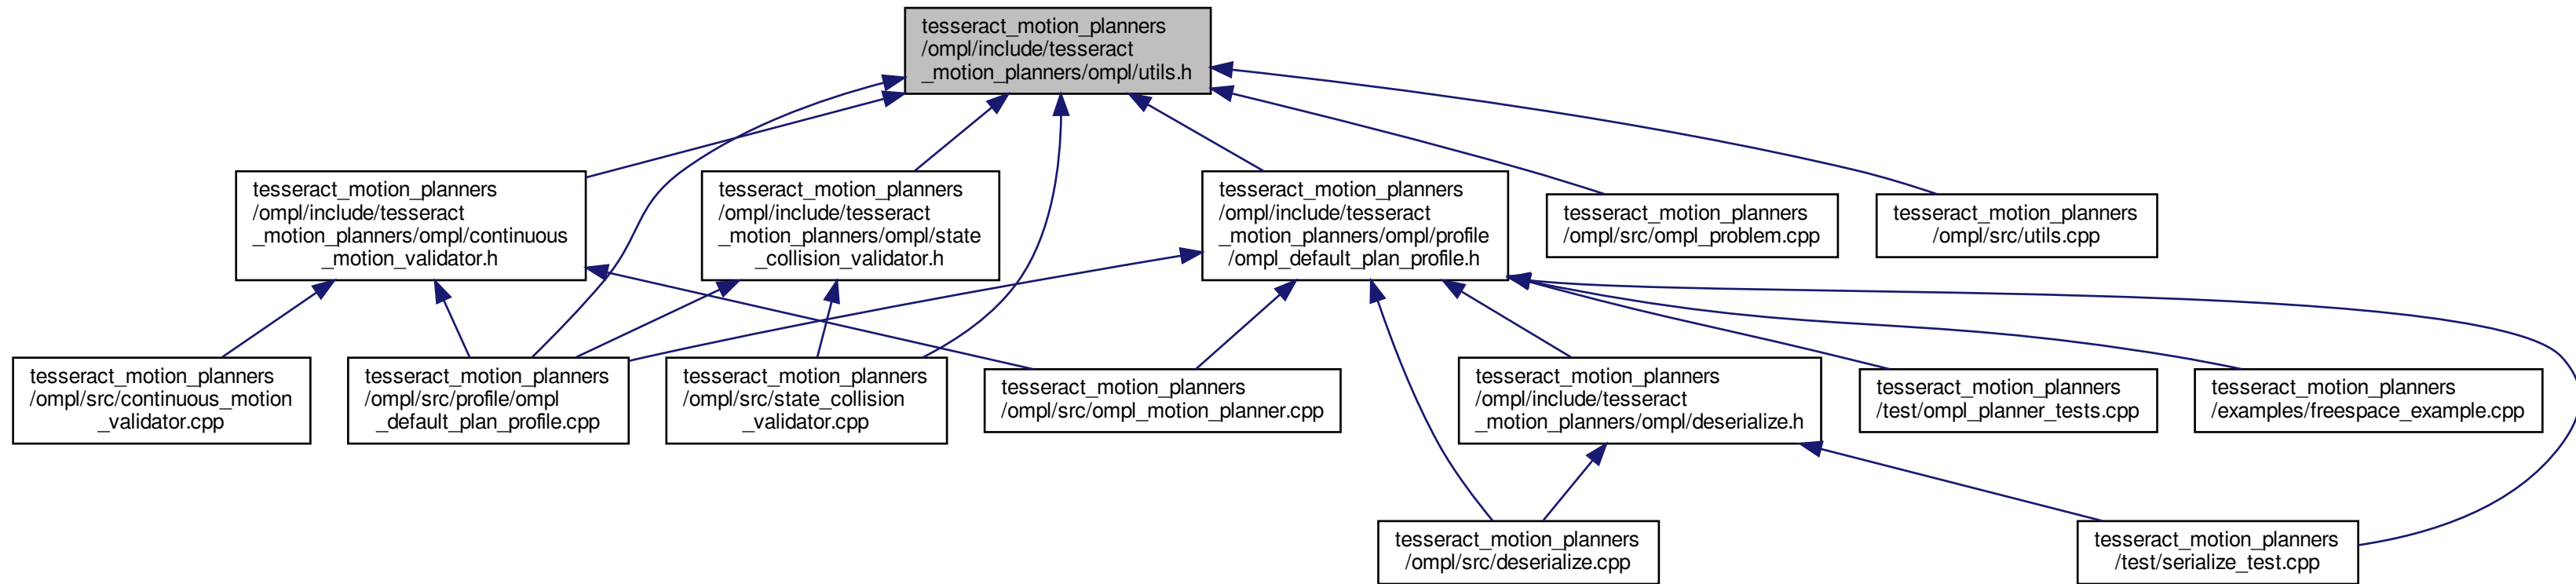 tesseract_motion_planners
/ompl/include/tesseract
_motion_planners/ompl/utils.h
tesseract_motion_planners
/ompl/include/tesseract
_motion_planners/ompl/continuous
_motion_validator.h
tesseract_motion_planners
/ompl/include/tesseract
_motion_planners/ompl/state
_collision_validator.h
tesseract_motion_planners
/ompl/include/tesseract
_motion_planners/ompl/profile
/ompl_default_plan_profile.h
tesseract_motion_planners
/ompl/src/ompl_problem.cpp
tesseract_motion_planners
/ompl/src/utils.cpp
tesseract_motion_planners
/ompl/src/continuous_motion
_validator.cpp
tesseract_motion_planners
/ompl/src/profile/ompl
_default_plan_profile.cpp
tesseract_motion_planners
/ompl/src/state_collision
_validator.cpp
tesseract_motion_planners
/ompl/src/ompl_motion_planner.cpp
tesseract_motion_planners
/ompl/include/tesseract
_motion_planners/ompl/deserialize.h
tesseract_motion_planners
/test/ompl_planner_tests.cpp
tesseract_motion_planners
/examples/freespace_example.cpp
tesseract_motion_planners
/ompl/src/deserialize.cpp
tesseract_motion_planners
/test/serialize_test.cpp